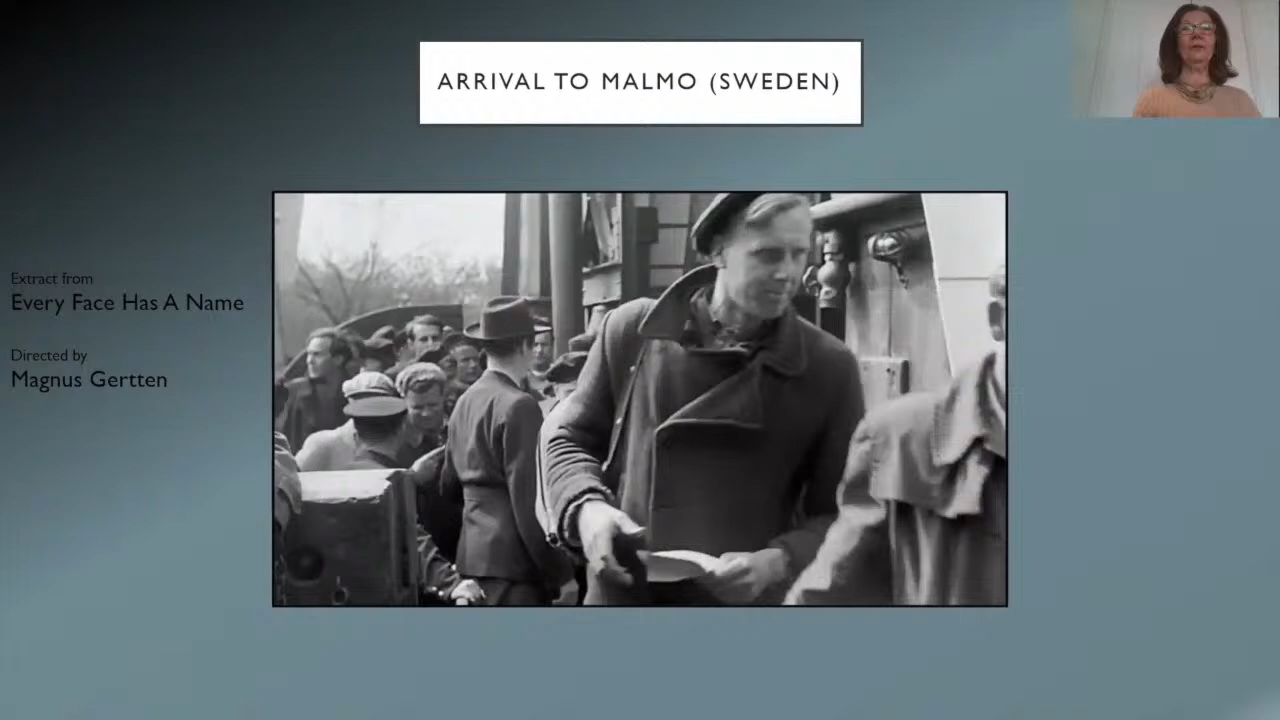 ARRIVAL TO MALMO (SWEDEN)
Extract from
Every Face Has A Name
Directed by
Magnus Gertten